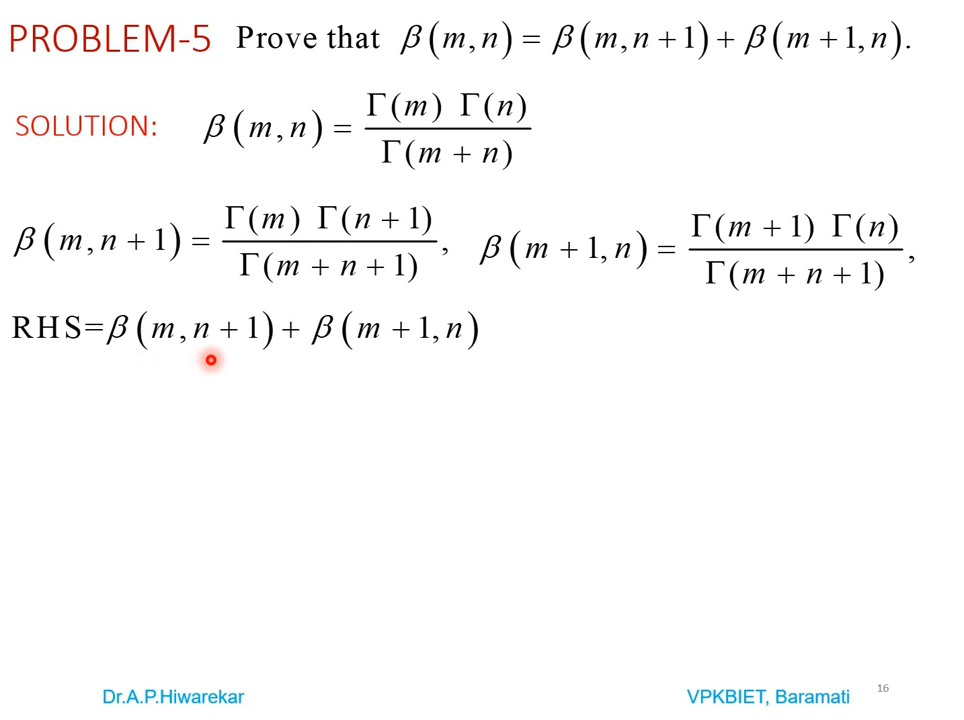 PROBLEM-5 Prove that β(m, n) = β(m, n + 1) + β(m + 1, n).
SOLUTION: β(m, n) = Γ(m) Γ(n) / Γ(m + n)
β(m, n + 1) = Γ(m) Γ(n + 1) / Γ(m + n + 1), β(m + 1, n) = Γ(m + 1) Γ(n) / Γ(m + n + 1),
RHS=β(m, n + 1) + β(m + 1, n)
Dr.A.P.Hiwarekar VPKBIET, Baramati 16